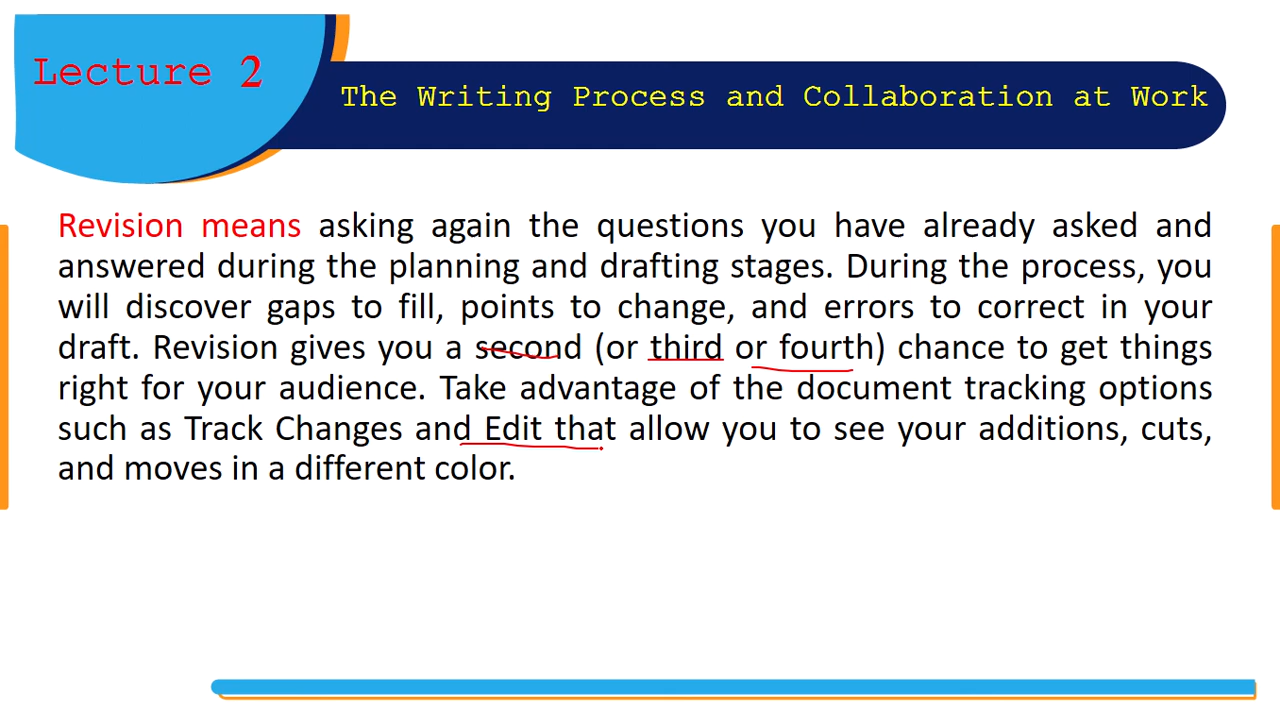 Lecture 2
The Writing Process and Collaboration at Work
Revision means asking again the questions you have already asked and
answered during the planning and drafting stages. During the process, you
will discover gaps to fill, points to change, and errors to correct in your
draft. Revision gives you a second (or third or fourth) chance to get things
right for your audience. Take advantage of the document tracking options
such as Track Changes and Edit that allow you to see your additions, cuts,
and moves in a different color.